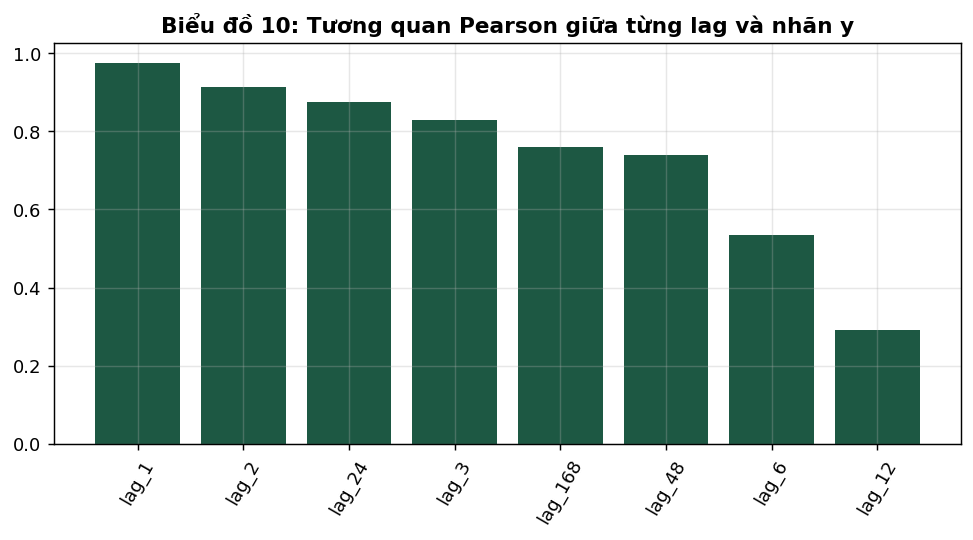 Biểu đồ 10: Tương quan Pearson giữa từng lag và nhãn y
1.0
0.8
0.6
0.4
0.2
0.0
lag_1
lag_2
lag_24
lag_3
lag_168
lag_48
lag_6
lag_12